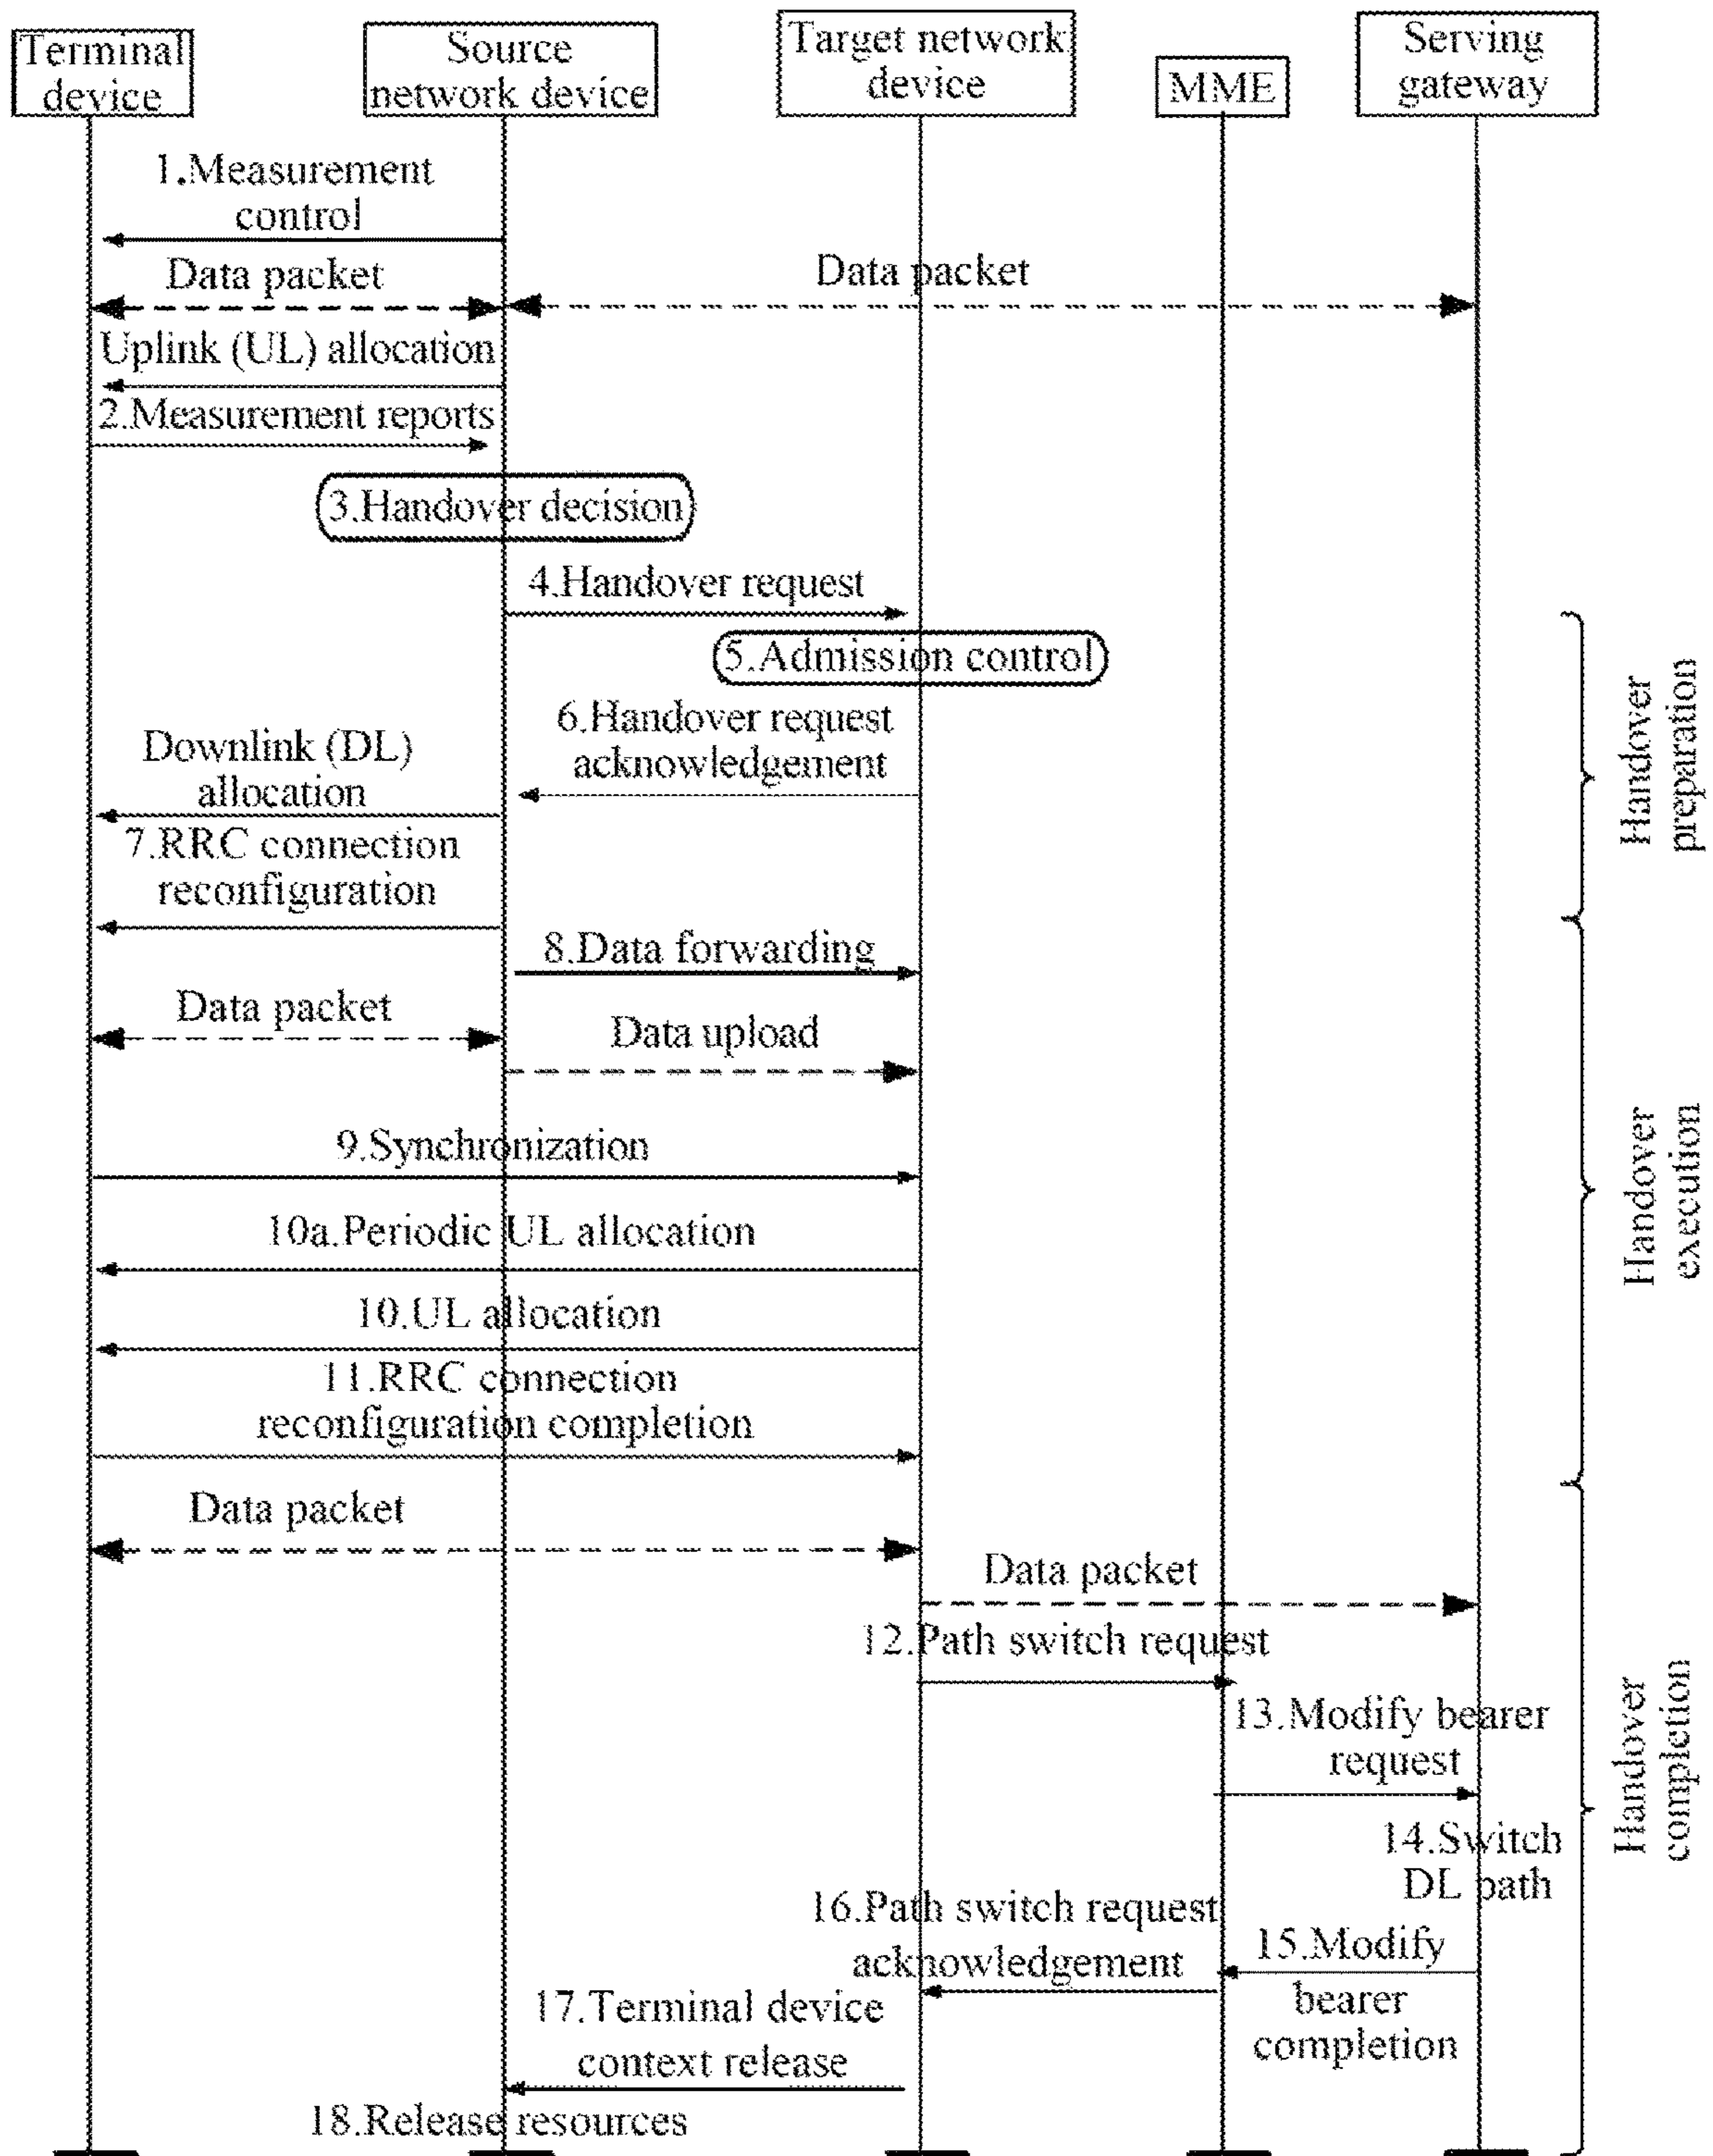 Terminal
device
Source
network device
Target network
device
MME
Serving
gateway
1.Measurement
control
Data packet
Data packet
Uplink (UL) allocation
2.Measurement reports
3.Handover decision
4.Handover request
5.Admission control
6.Handover request
acknowledgement
Downlink (DL)
allocation
7.RRC connection
reconfiguration
Handover
preparation
8.Data forwarding
Data packet
Data upload
9.Synchronization
10a.Periodic UL allocation
10.UL allocation
11.RRC connection
reconfiguration completion
Handover
execution
Data packet
Data packet
12.Path switch request
13.Modify bearer
request
14.Switch
DL path
15.Modify
bearer
completion
16.Path switch request
acknowledgement
17.Terminal device
context release
18.Release resources
Handover
completion